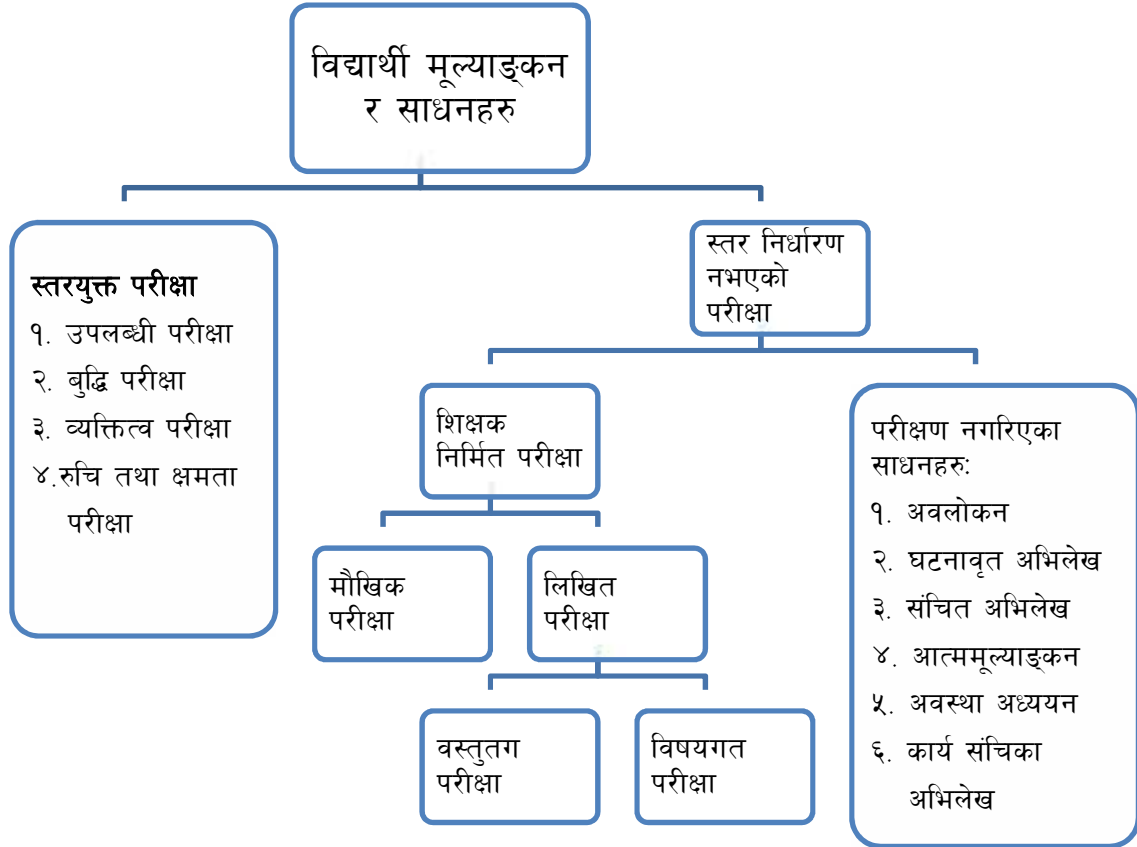 विद्यार्थी मूल्याङ्कन
र साधनहरु
स्तरयुक्त परीक्षा
१. उपलब्धी परीक्षा
२. बुद्धि परीक्षा
३. व्यक्तित्व परीक्षा
४.रुचि तथा क्षमता
परीक्षा
स्तर निर्धारण
नभएको
परीक्षा
शिक्षक
निर्मित परीक्षा
मौखिक
परीक्षा
लिखित
परीक्षा
वस्तुतग
परीक्षा
विषयगत
परीक्षा
परीक्षण नगरिएका
साधनहरु:
१. अवलोकन
२. घटनावृत अभिलेख
३. संचित अभिलेख
४. आत्ममूल्याङ्कन
५. अवस्था अध्ययन
६. कार्य संचिका
अभिलेख